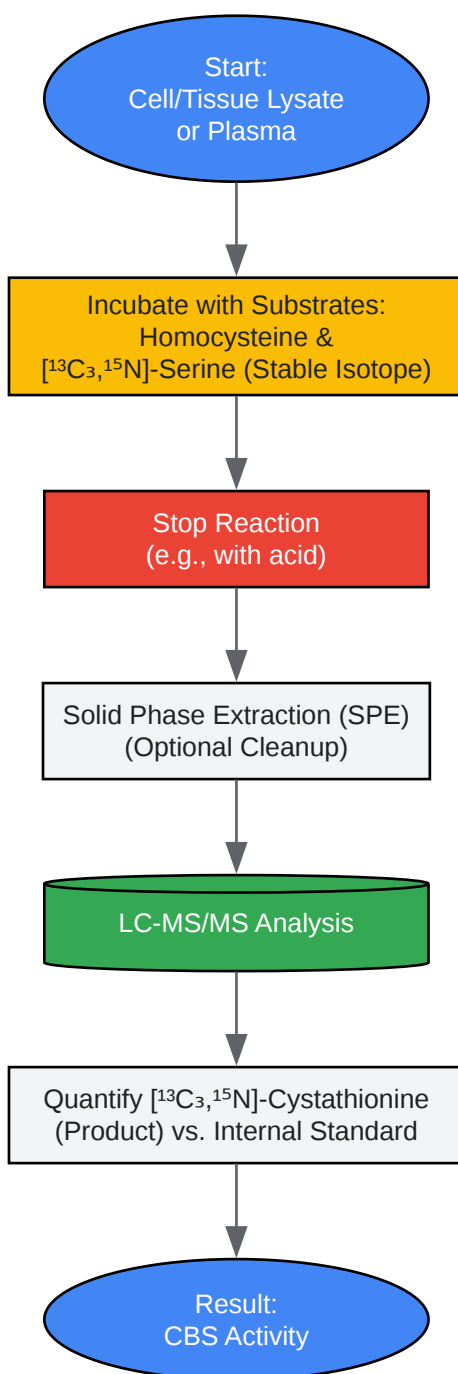 Start:
Cell/Tissue Lysate
or Plasma
Incubate with Substrates:
Homocysteine &
[¹³C₃,¹⁵N]-Serine (Stable Isotope)
Stop Reaction
(e.g., with acid)
Solid Phase Extraction (SPE)
(Optional Cleanup)
LC-MS/MS Analysis
Quantify [¹³C₃,¹⁵N]-Cystathionine
(Product) vs. Internal Standard
Result:
CBS Activity